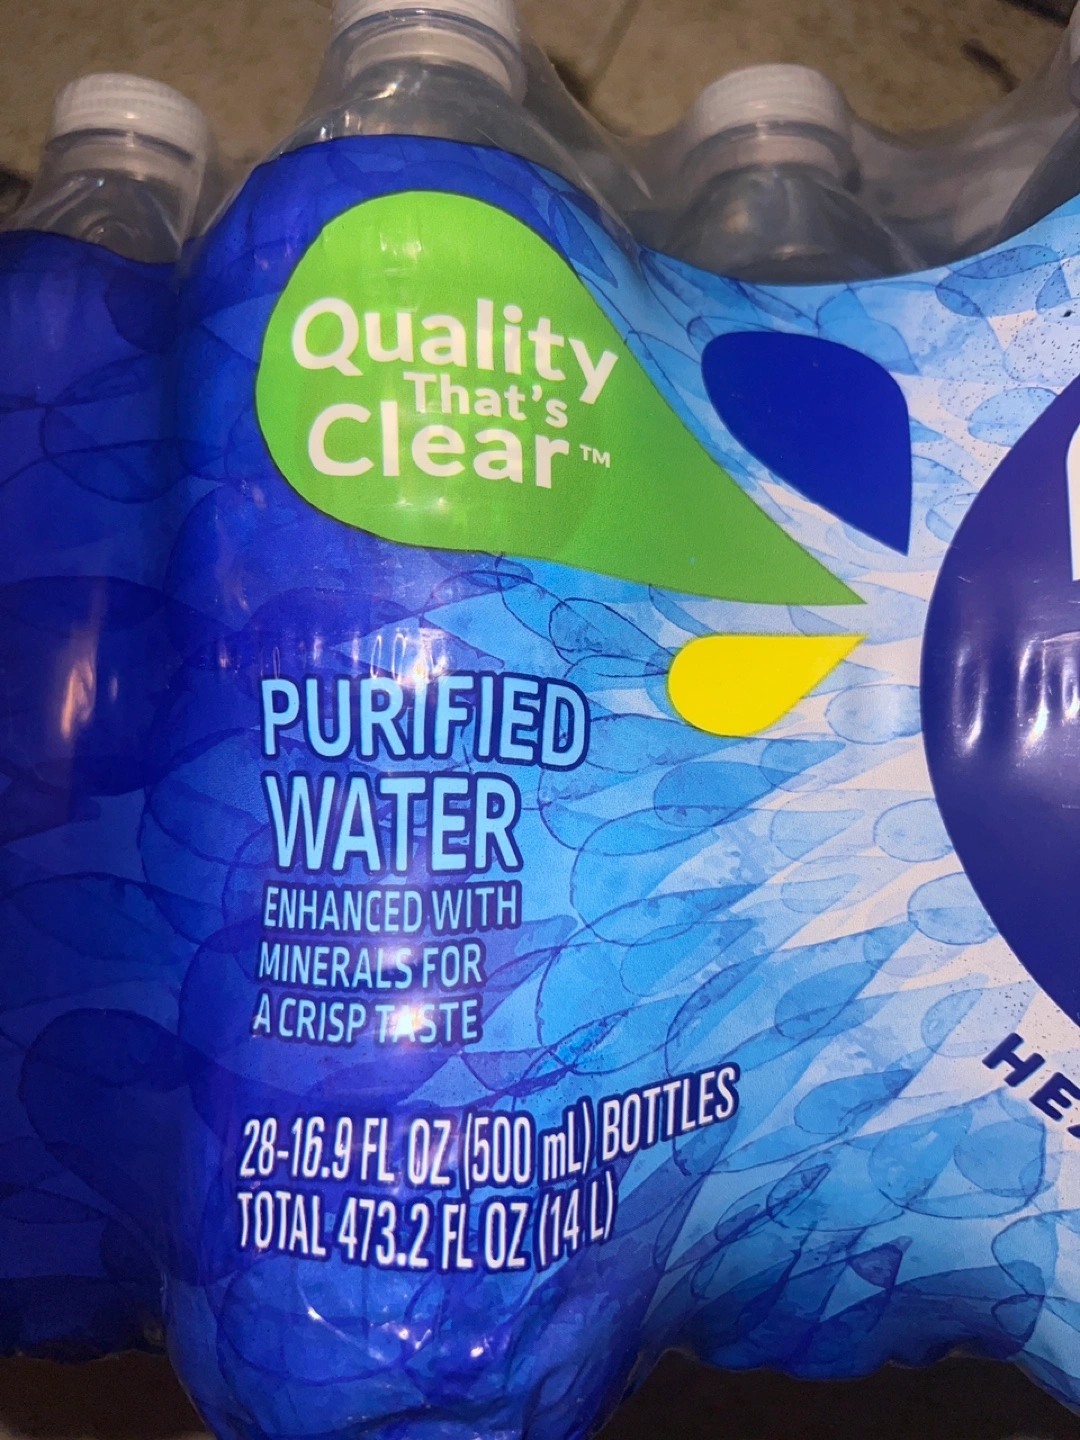 Quality
That's
Clear™
PURIFIED
WATER
ENHANCED WITH
MINERALS FOR
A CRISP TASTE
28-16.9 FL OZ (500 mL) BOTTLES
TOTAL 473.2 FL OZ (14 L)